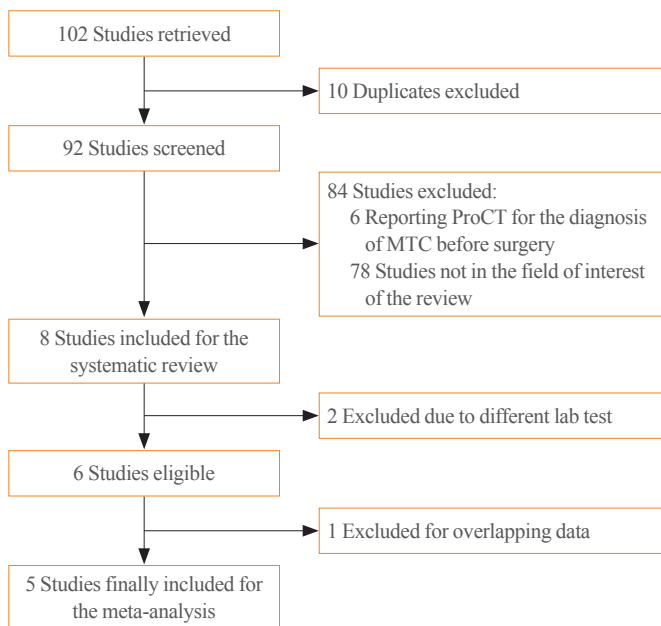 102 Studies retrieved
10 Duplicates excluded
92 Studies screened
84 Studies excluded:
6 Reporting ProCT for the diagnosis
of MTC before surgery
78 Studies not in the field of interest
of the review
8 Studies included for the
systematic review
2 Excluded due to different lab test
6 Studies eligible
1 Excluded for overlapping data
5 Studies finally included for
the meta-analysis